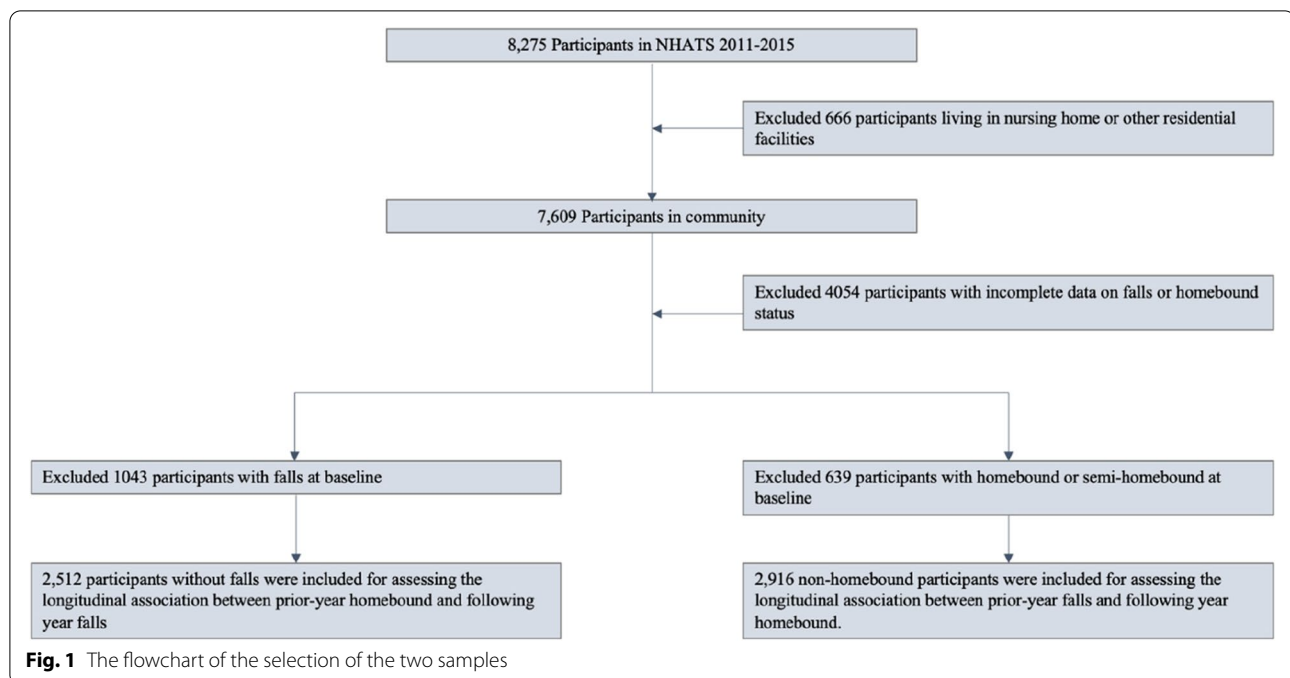 8,275 Participants in NHATS 2011-2015
Excluded 666 participants living in nursing home or other residential
facilities
7,609 Participants in community
Excluded 4054 participants with incomplete data on falls or homebound
status
Excluded 1043 participants with falls at baseline
Excluded 639 participants with homebound or semi-homebound at
baseline
2,512 participants without falls were included for assessing the
longitudinal association between prior-year homebound and following
year falls
2,916 non-homebound participants were included for assessing the
longitudinal association between prior-year falls and following year
homebound.
Fig. 1 The flowchart of the selection of the two samples